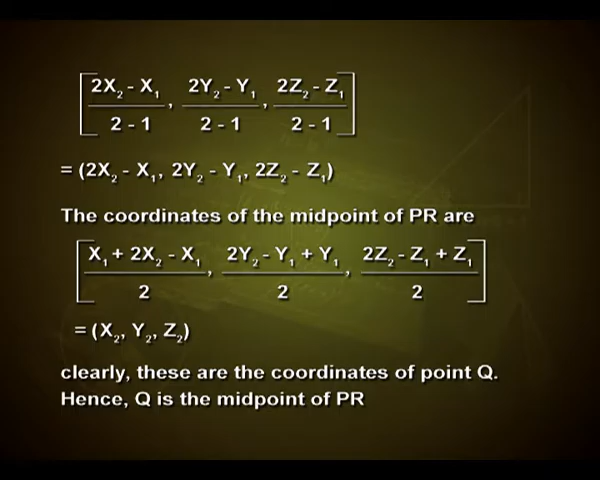 [ 2X₂ - X₁ / 2 - 1 , 2Y₂ - Y₁ / 2 - 1 , 2Z₂ - Z₁ / 2 - 1 ]
= (2X₂ - X₁, 2Y₂ - Y₁, 2Z₂ - Z₁)
The coordinates of the midpoint of PR are
[ X₁ + 2X₂ - X₁ / 2 , 2Y₂ - Y₁ + Y₁ / 2 , 2Z₂ - Z₁ + Z₁ / 2 ]
= (X₂, Y₂, Z₂)
clearly, these are the coordinates of point Q.
Hence, Q is the midpoint of PR